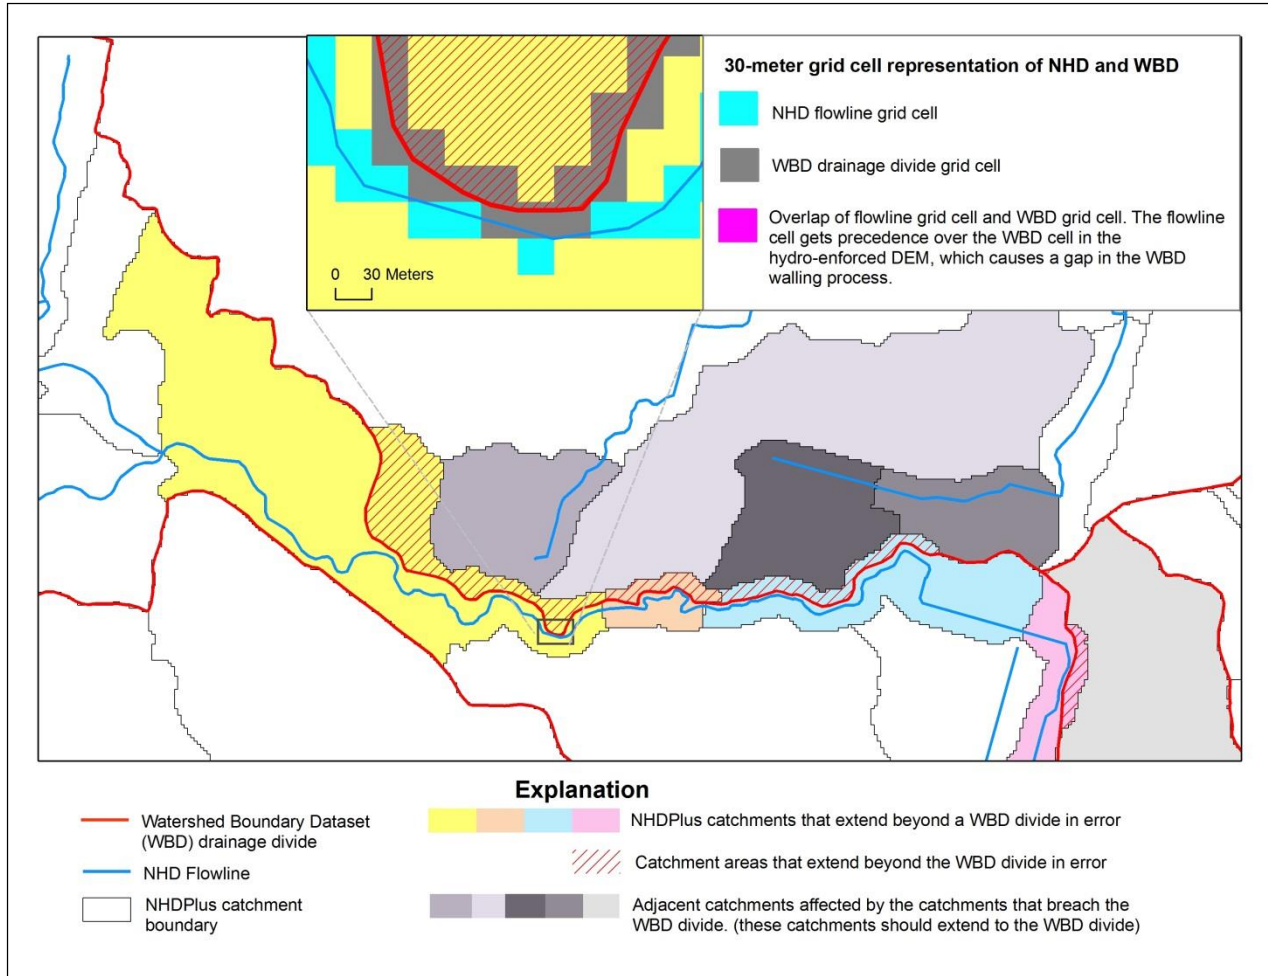 30-meter grid cell representation of NHD and WBD
NHD flowline grid cell
WBD drainage divide grid cell
Overlap of flowline grid cell and WBD grid cell. The flowline
cell gets precedence over the WBD cell in the
hydro-enforced DEM, which causes a gap in the WBD
walling process.
0 30 Meters
Explanation
Watershed Boundary Dataset
(WBD) drainage divide
NHD Flowline
NHDPlus catchment
boundary
NHDPlus catchments that extend beyond a WBD divide in error
Catchment areas that extend beyond the WBD divide in error
Adjacent catchments affected by the catchments that breach the
WBD divide. (these catchments should extend to the WBD divide)